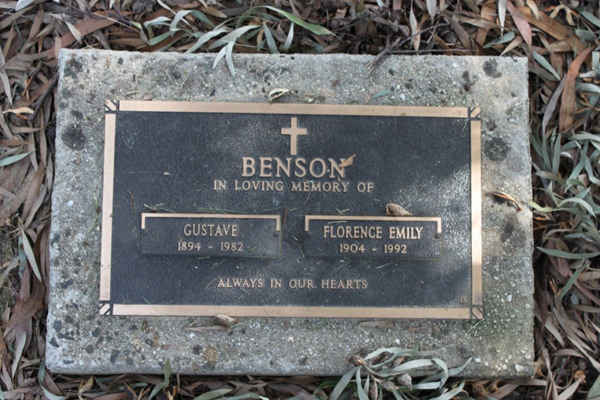 BENSON
IN LOVING MEMORY OF
GUSTAVE
1894 - 1982
FLORENCE EMILY
1904 - 1992
ALWAYS IN OUR HEARTS